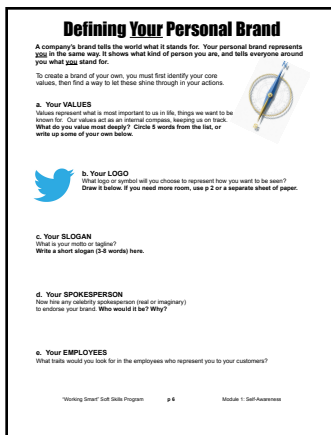 Defining Your Personal Brand
A company's brand tells the world what it stands for. Your personal brand represents
you in the same way. It shows what kind of person you are, and tells everyone around
you what you stand for.
To create a brand of your own, you must first identify your core
values, then find a way to let these shine through in your actions.
a. Your VALUES
Values represent what is most important to us in life, things we want to be
known for. Our values act as an internal compass, keeping us on track.
What do you value most deeply? Circle 5 words from the list, or
write up some of your own below.
b. Your LOGO
What logo or symbol will you choose to represent how you want to be seen?
Draw it below. If you need more room, use p 2 or a separate sheet of paper.
c. Your SLOGAN
What is your motto or tagline?
Write a short slogan (3-8 words) here.
d. Your SPOKESPERSON
Now hire any celebrity spokesperson (real or imaginary)
to endorse your brand. Who would it be? Why?
e. Your EMPLOYEES
What traits would you look for in the employees who represent you to your customers?
"Working Smart" Soft Skills Program p 6 Module 1: Self-Awareness